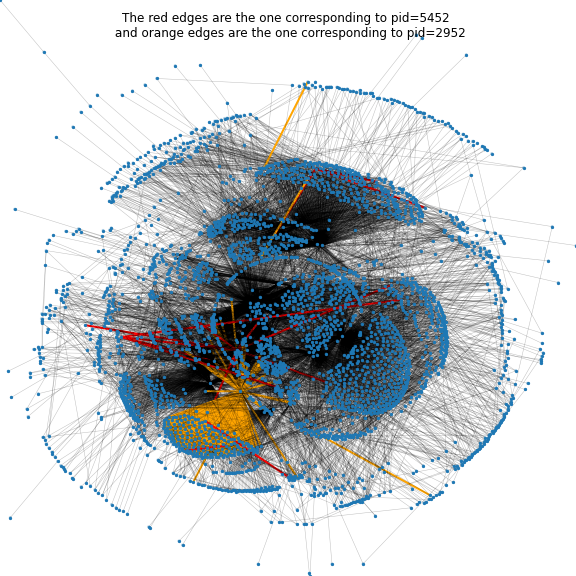 The red edges are the one corresponding to pid=5452
and orange edges are the one corresponding to pid=2952